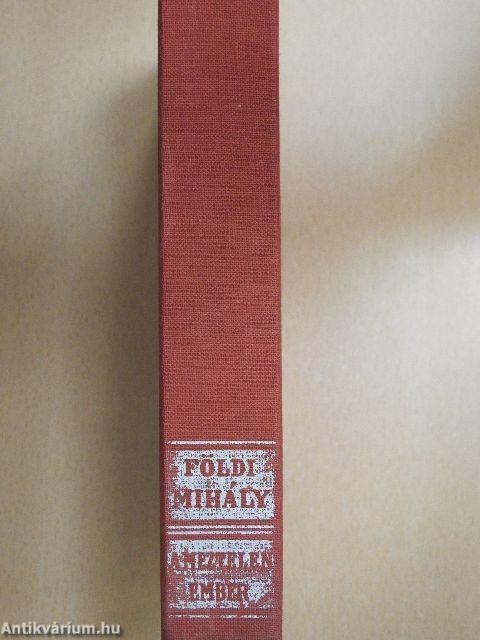 FÖLDI
MIHÁLY
A MEZTELEN
EMBER
Antikvárium.hu